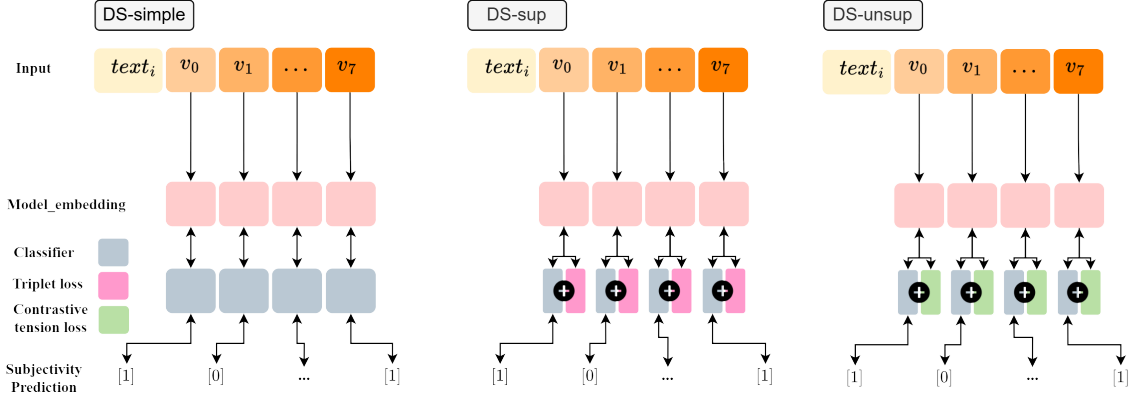 DS-simple DS-sup DS-unsup
Input text_i v_0 v_1 ... v_7 text_i v_0 v_1 ... v_7 text_i v_0 v_1 ... v_7
Model_embedding
Classifier
Triplet loss
Contrastive
tension loss
Subjectivity
Prediction
[1] [0] ... [1] [1] [0] ... [1] [1] [0] ... [1]